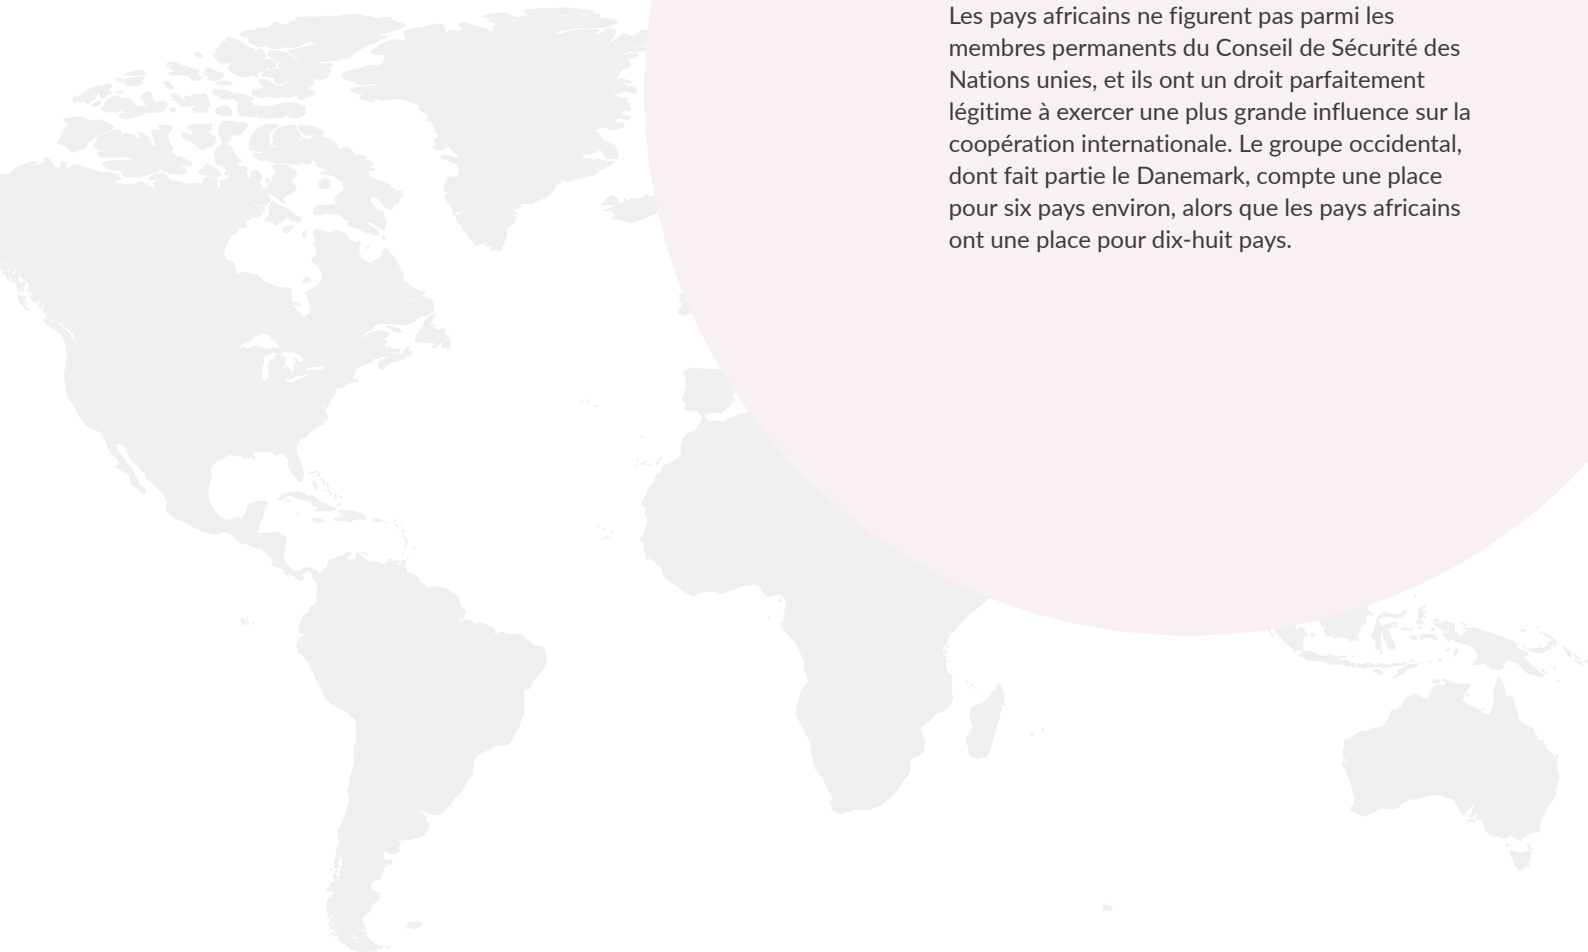 Les pays africains ne figurent pas parmi les
membres permanents du Conseil de Sécurité des
Nations unies, et ils ont un droit parfaitement
légitime à exercer une plus grande influence sur la
coopération internationale. Le groupe occidental,
dont fait partie le Danemark, compte une place
pour six pays environ, alors que les pays africains
ont une place pour dix-huit pays.